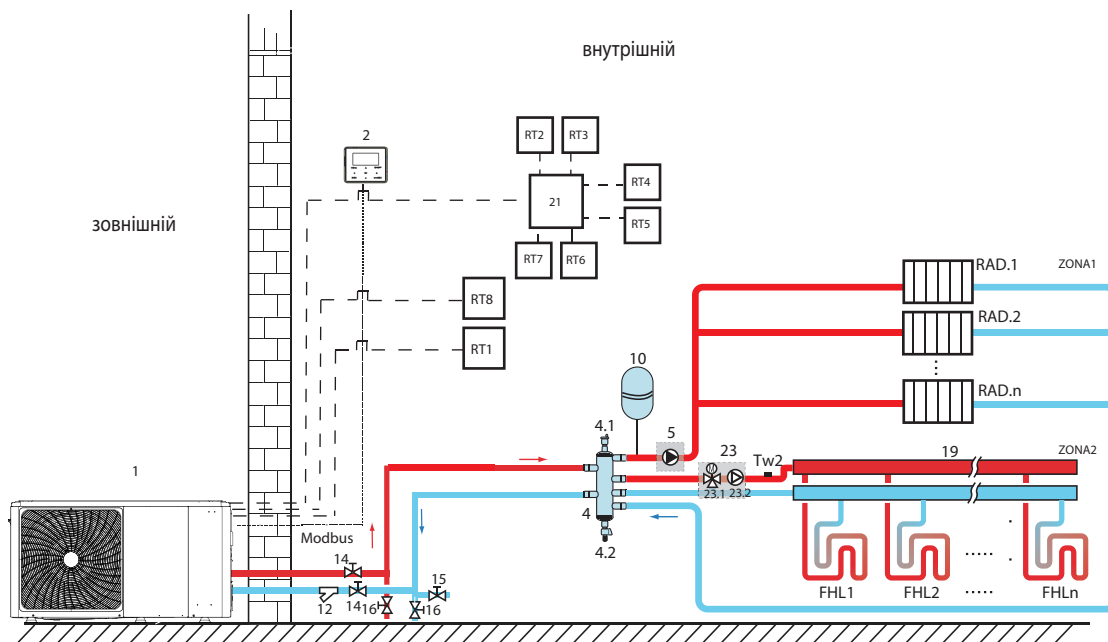 внутрішній
зовнішній
2
RT2
RT3
RT4
21
RT5
RT7
RT6
RT8
RT1
RAD.1
ZONA1
RAD.2
RAD.n
10
4.1
5
23
Tw2
19
ZONA2
23.1
23.2
4
4.2
1
Modbus
14
15
12
14
16
16
FHL1
FHL2
FHLn